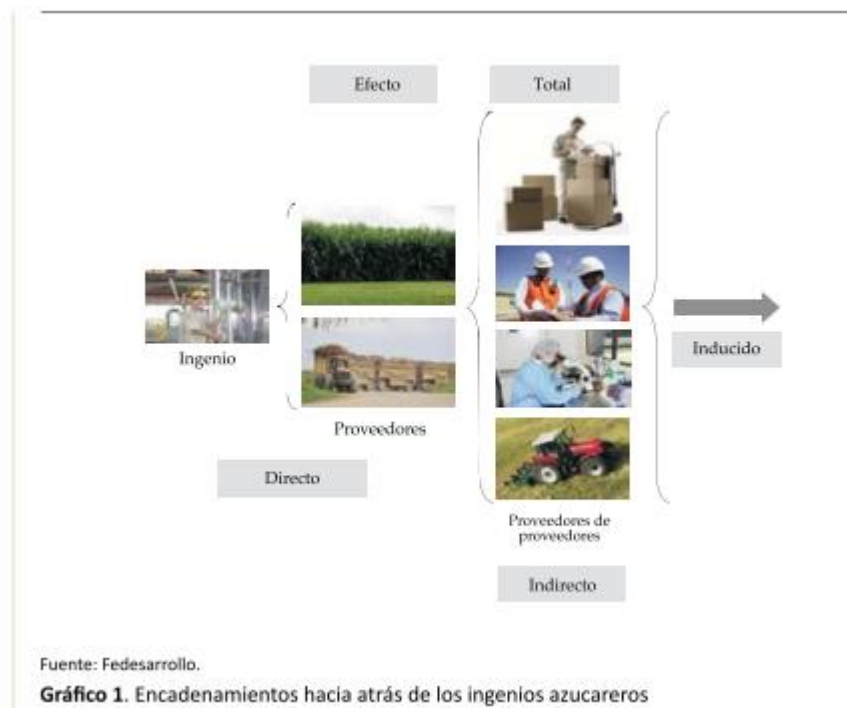 Efecto
Total
Ingenio
Proveedores
Directo
Proveedores de
proveedores
Indirecto
Inducido
Fuente: Fedesarrollo.
Gráfico 1. Encadenamientos hacia atrás de los ingenios azucareros